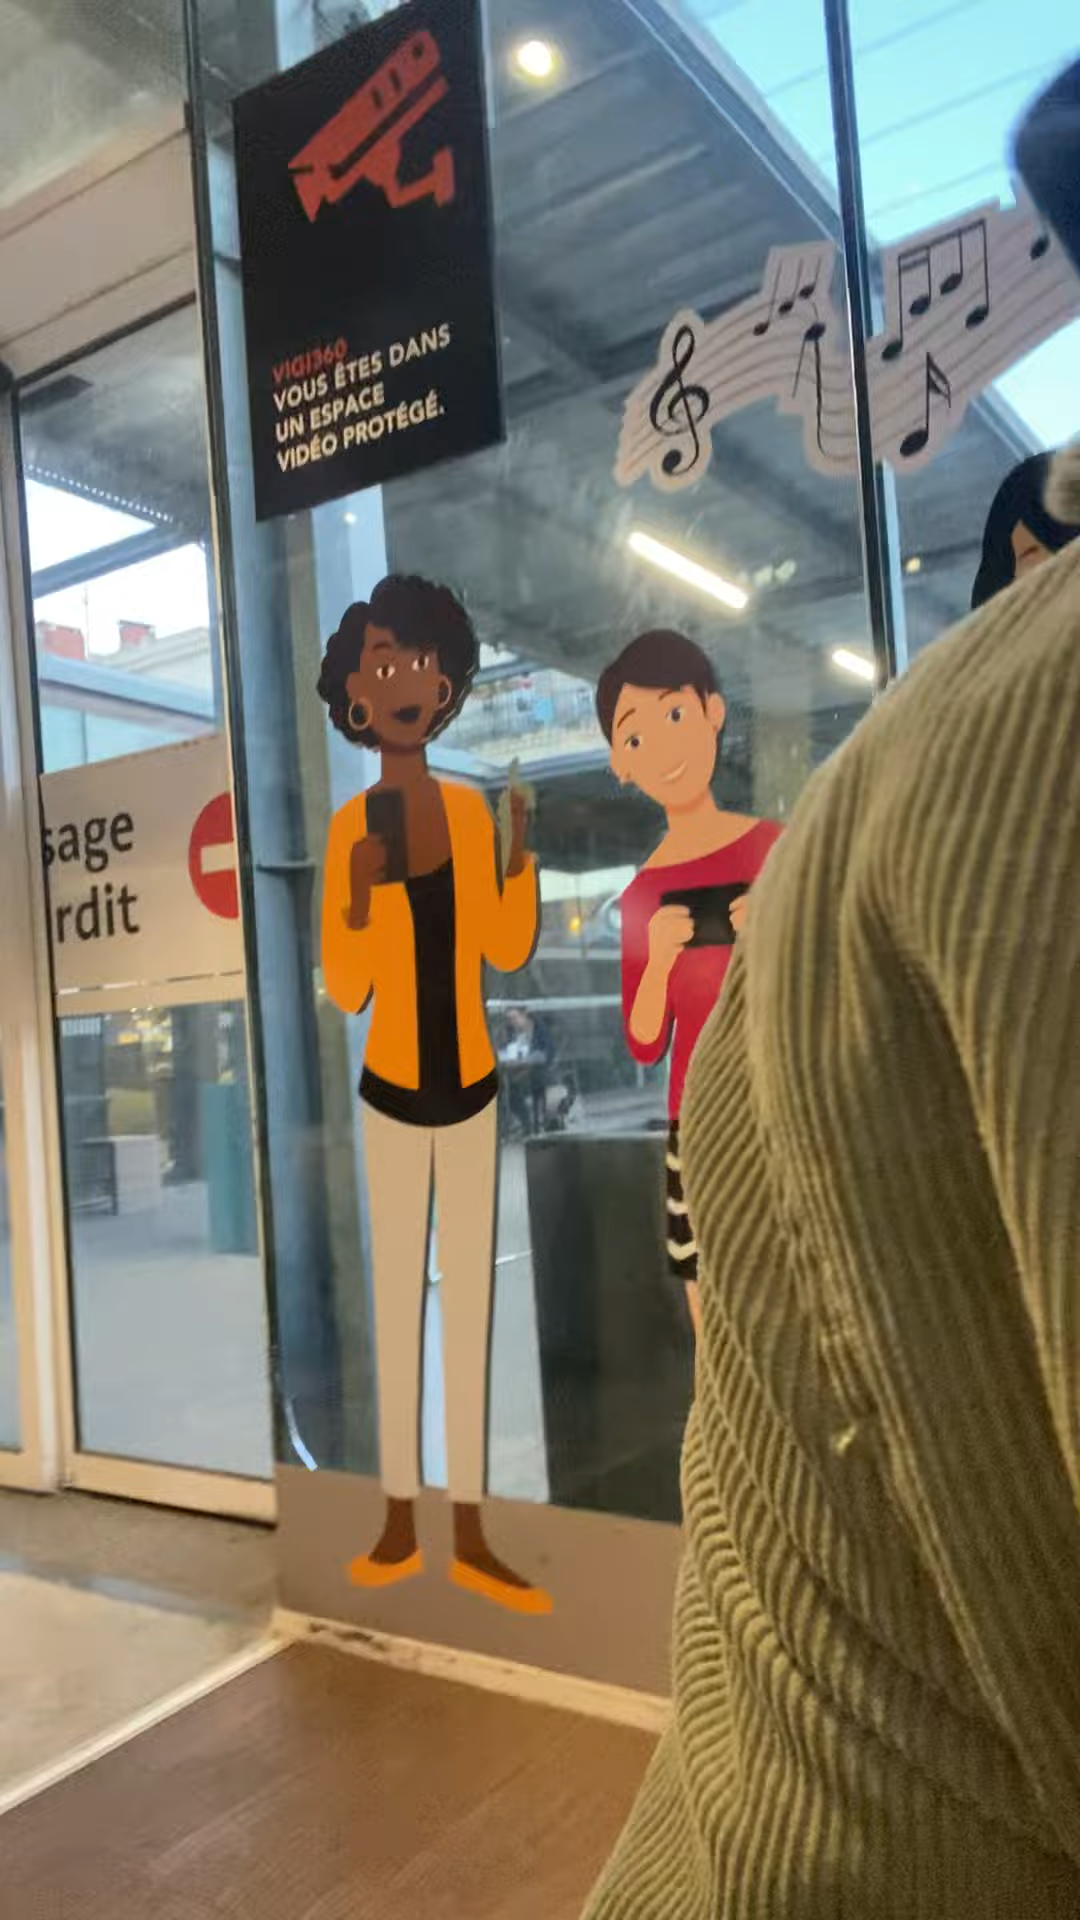 VIGI360
VOUS ÊTES DANS
UN ESPACE
VIDÉO PROTÉGÉ.
sage
rdit